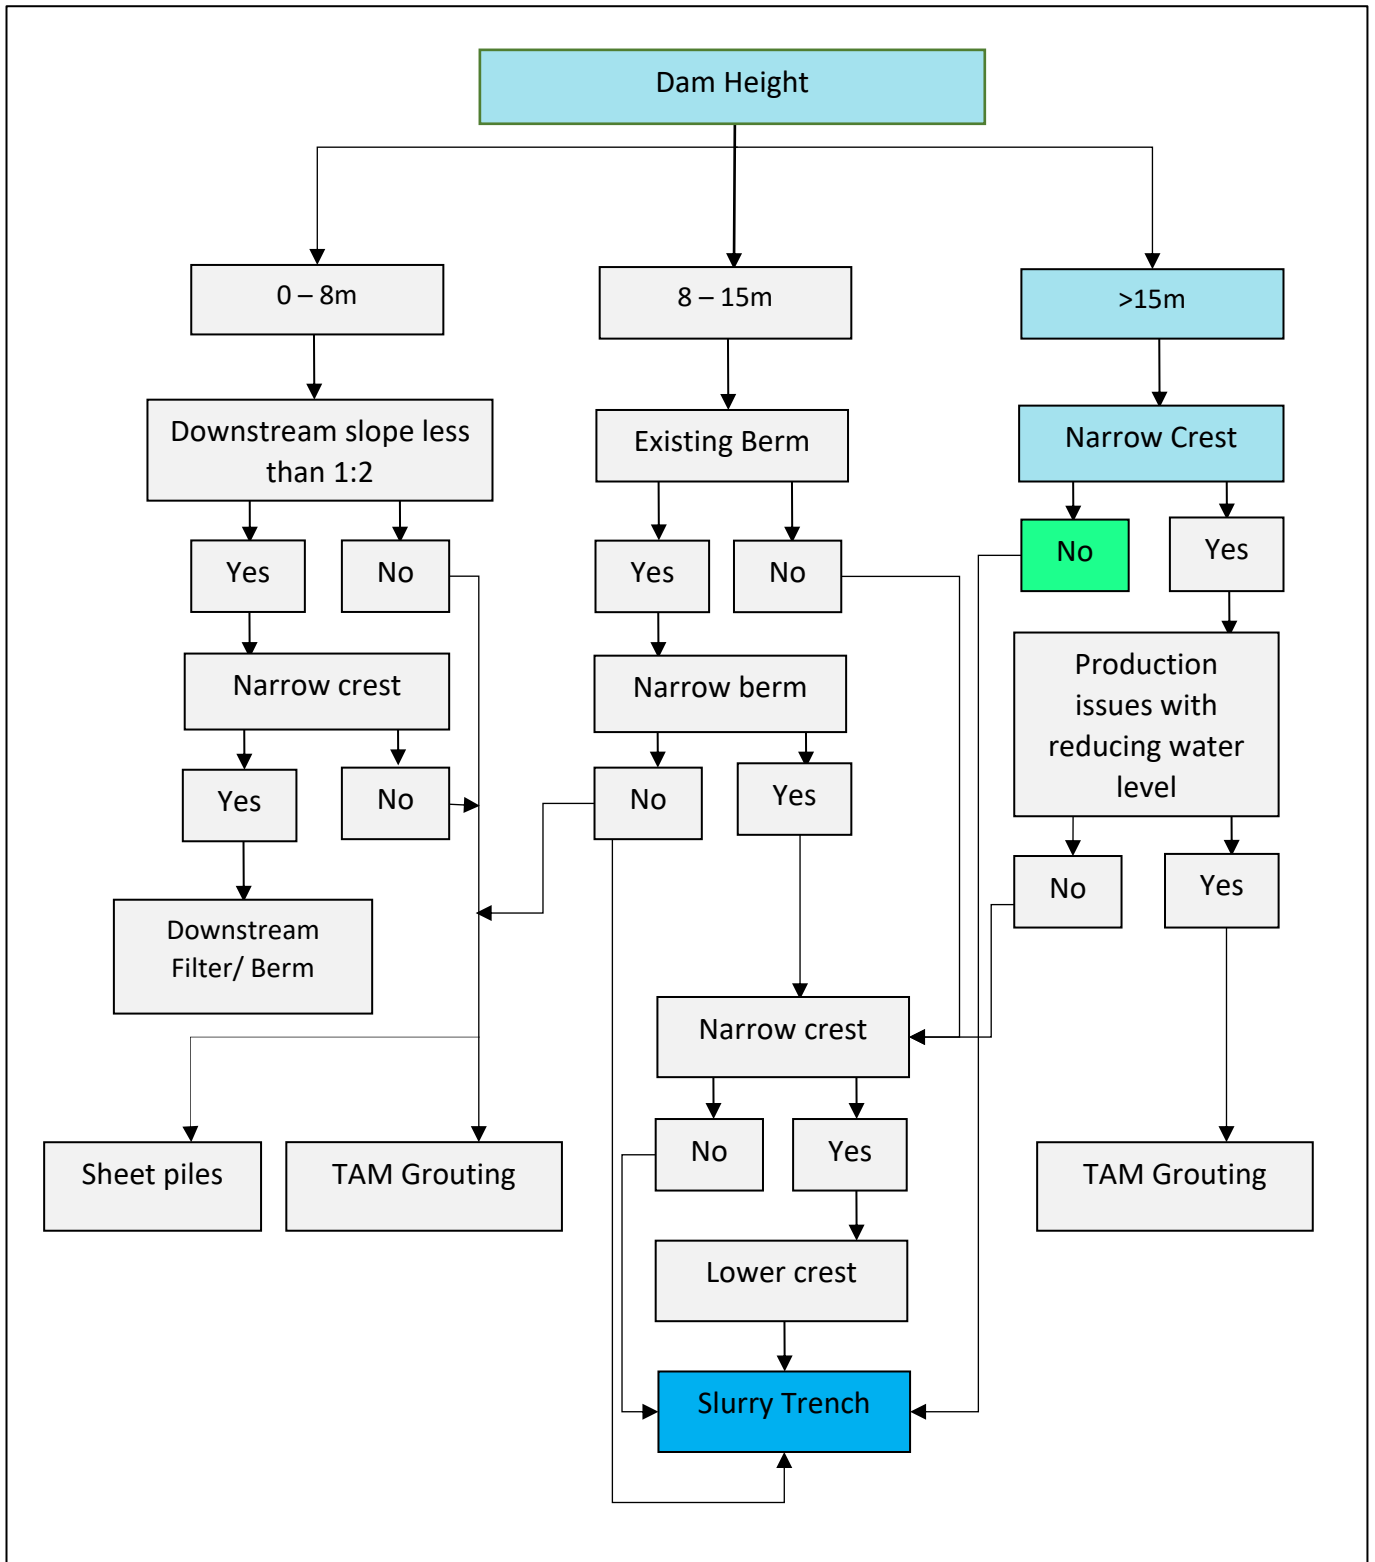 Dam Height
0 – 8m
8 – 15m
>15m
Downstream slope less
than 1:2
Existing Berm
Narrow Crest
Yes
No
Yes
No
No
Yes
Narrow crest
Narrow berm
Production
issues with
reducing water
level
Yes
No
No
Yes
No
Yes
Downstream
Filter/ Berm
Narrow crest
No
Yes
Sheet piles
TAM Grouting
TAM Grouting
Lower crest
Slurry Trench